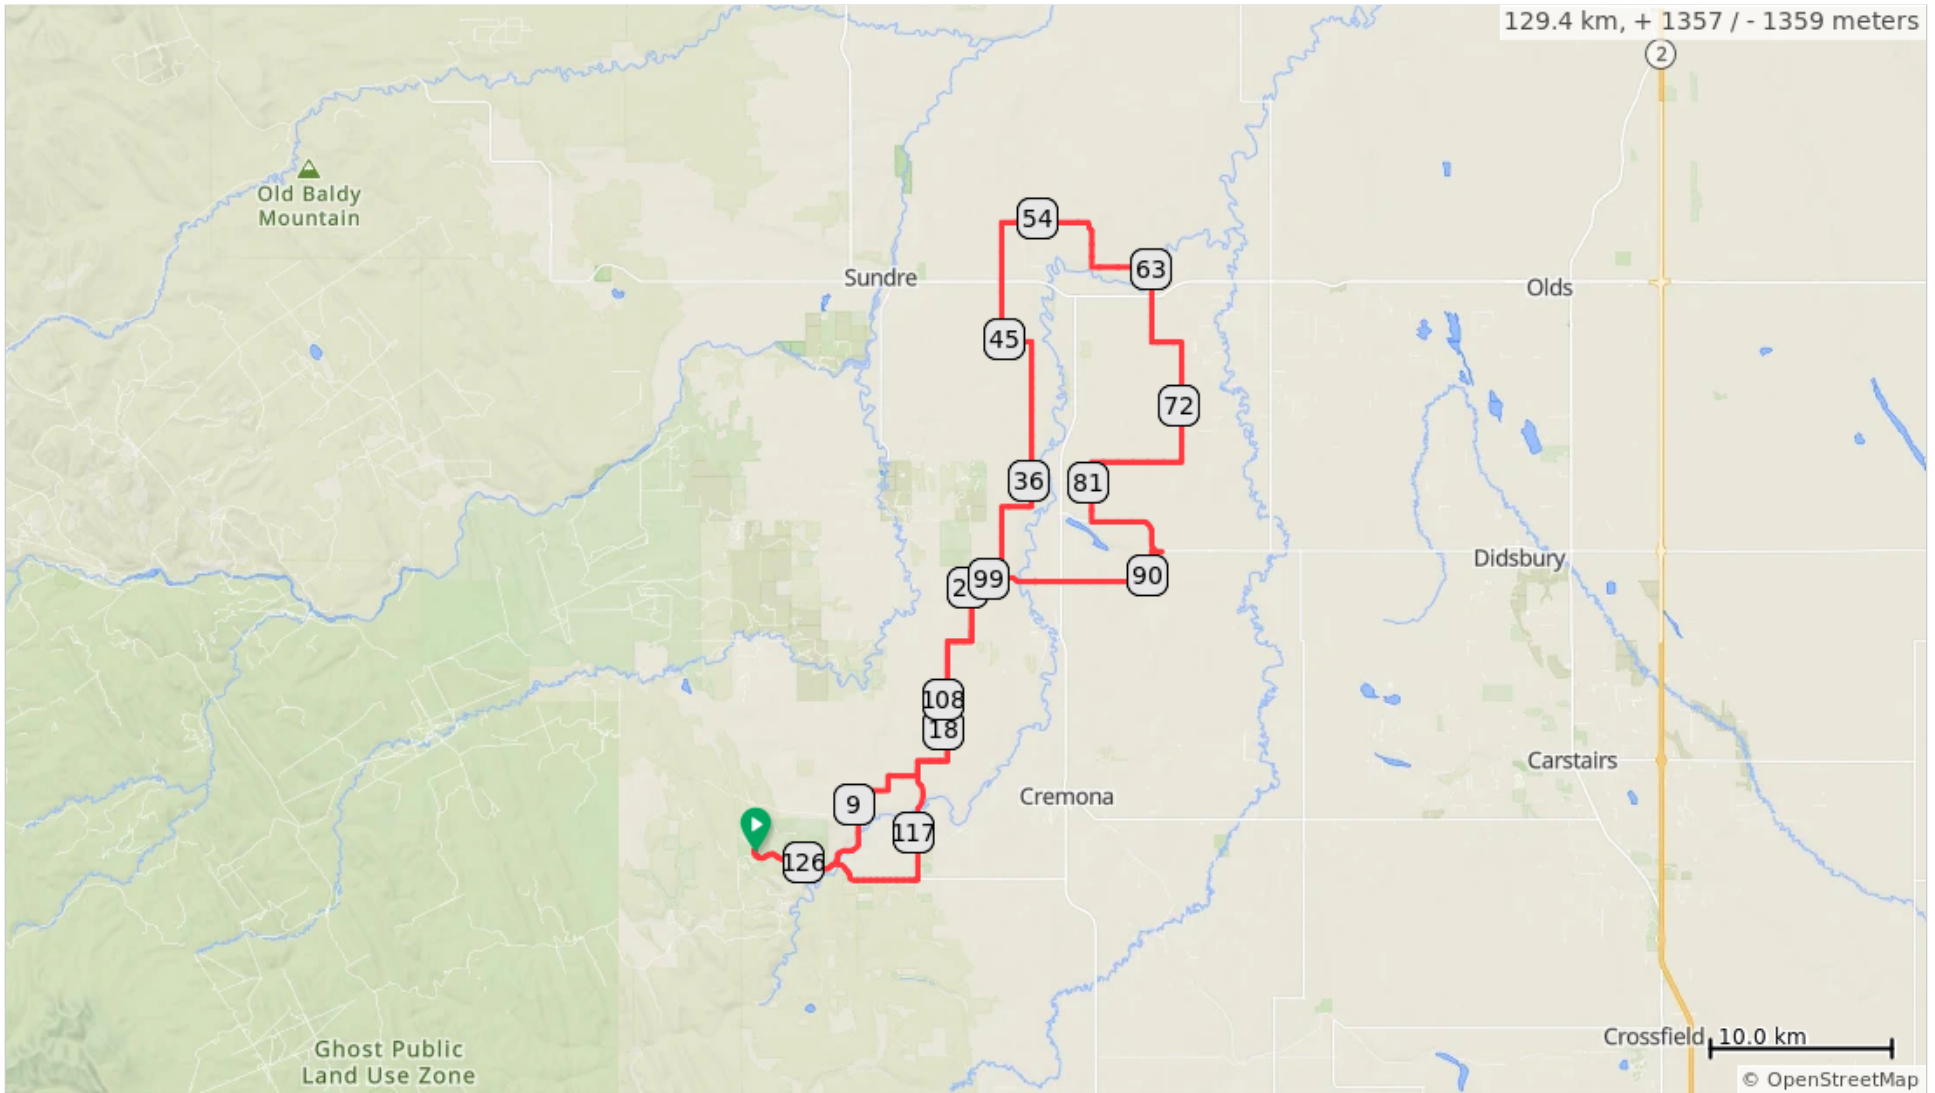 129.4 km, + 1357 / - 1359 meters
2
Old Baldy
Mountain
54
63
Sundre
Olds
45
72
36
81
Didsbury
2
99
90
108
18
Carstairs
9
Cremona
117
126
Crossfield
10.0 km
Ghost Public
Land Use Zone
© OpenStreetMap